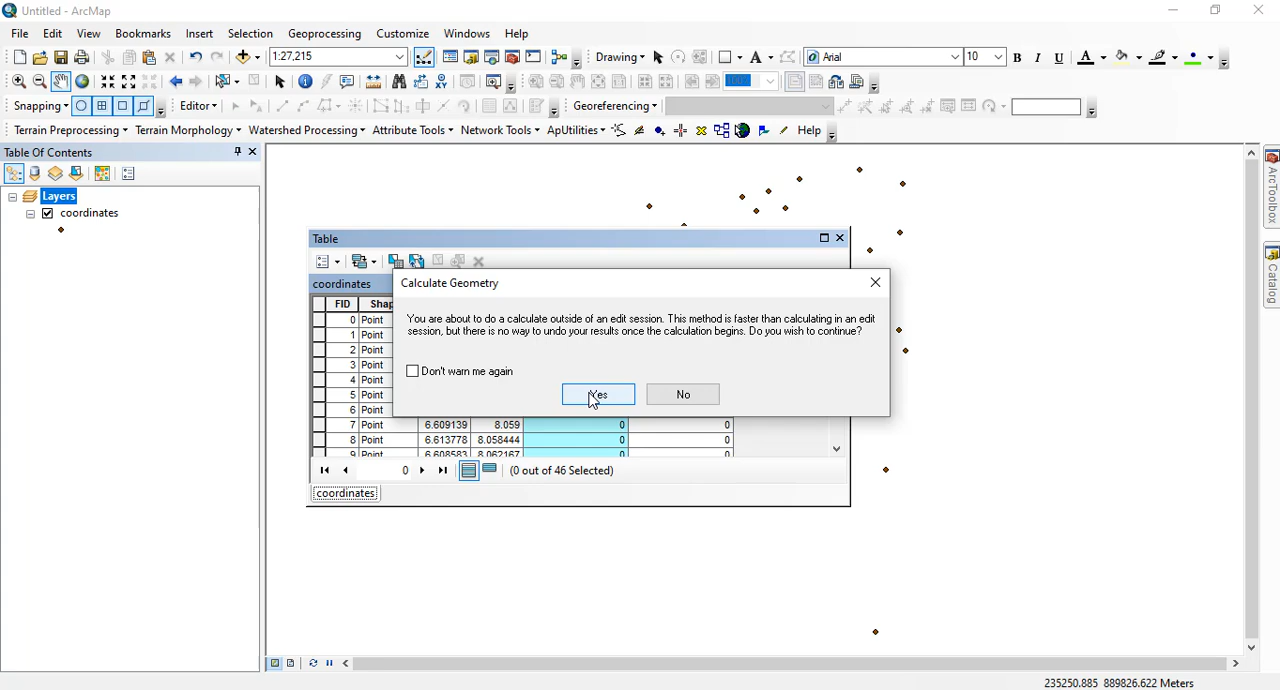 Untitled - ArcMap
File Edit View Bookmarks Insert Selection Geoprocessing Customize Windows Help
1:27,215 Drawing Arial 10 B I U A
Snapping Editor Georeferencing
Terrain Preprocessing Terrain Morphology Watershed Processing Attribute Tools Network Tools ApUtilities Help
Table Of Contents
Layers
coordinates
ArcToolbox
Catalog
Table
coordinates
Calculate Geometry
You are about to do a calculate outside of an edit session. This method is faster than calculating in an edit
session, but there is no way to undo your results once the calculation begins. Do you wish to continue?
Don't warn me again
Yes No
FID Shap
0 Point
1 Point
2 Point
3 Point
4 Point
5 Point
6 Point
7 Point 6.609139 8.059 0 0
8 Point 6.613778 8.058444 0 0
9 Point 6.608583 8.062167 0 0
0 (0 out of 46 Selected)
coordinates
235250.885 889826.622 Meters